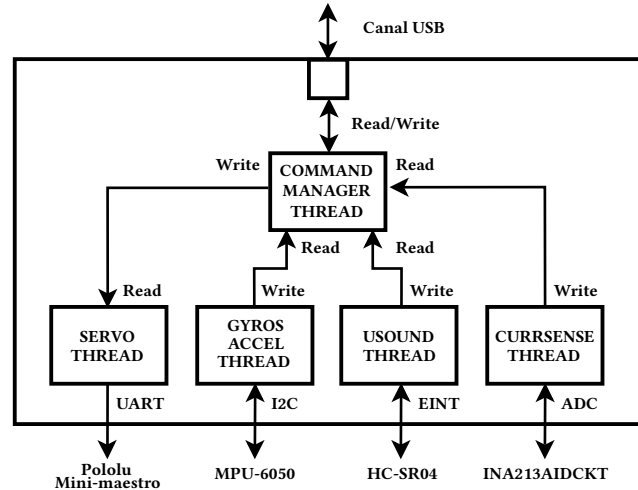 Canal USB
Read/Write
Write
COMMAND
MANAGER
THREAD
Read
Read
Read
Read
Write
Write
Write
SERVO
THREAD
GYROS
ACCEL
THREAD
USOUND
THREAD
CURRSENSE
THREAD
UART
I2C
EINT
ADC
Pololu
Mini-maestro
MPU-6050
HC-SR04
INA213AIDCKT